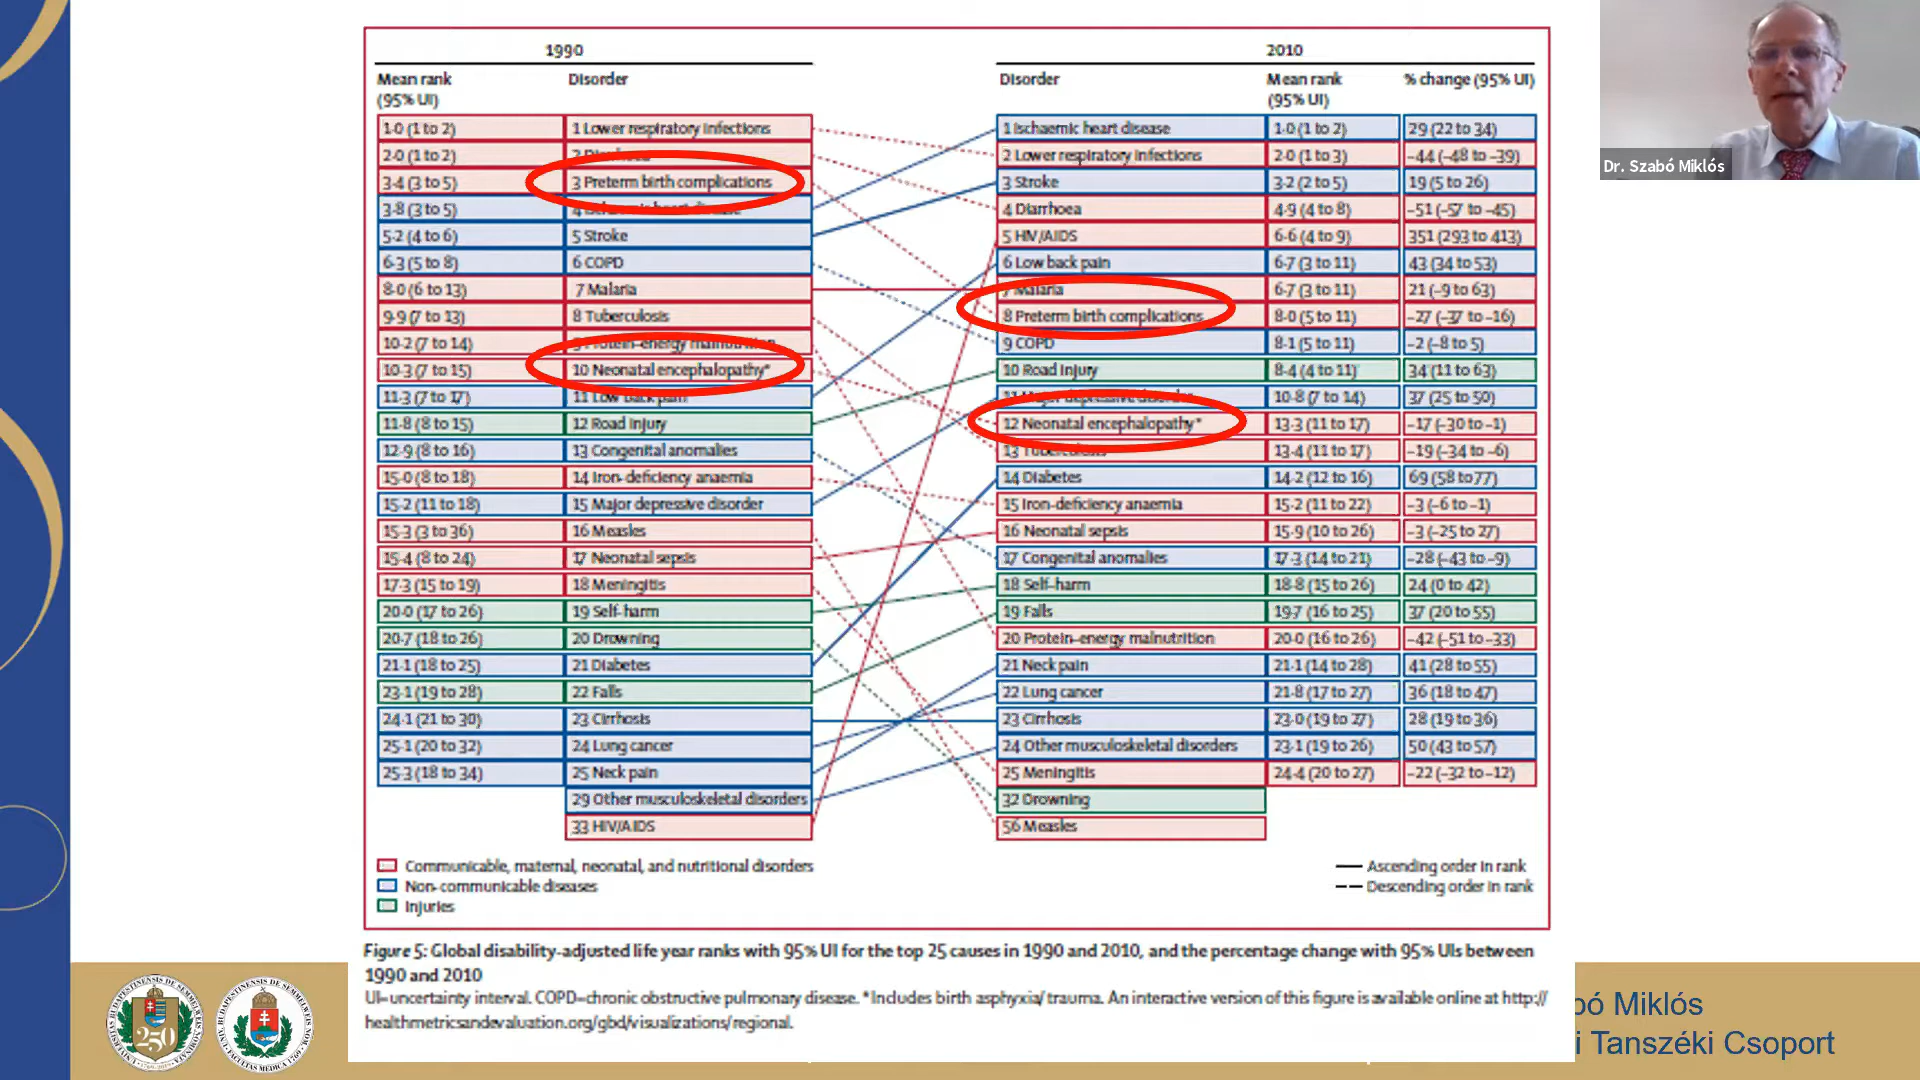 1990
Mean rank (95% UI) Disorder
1·0 (1 to 2) 1 Lower respiratory infections
2·0 (1 to 2) 2 Diarrhoea
3·4 (3 to 5) 3 Preterm birth complications
3·8 (3 to 5) 4 Ischaemic heart disease
5·2 (4 to 6) 5 Stroke
6·3 (5 to 8) 6 COPD
8·0 (6 to 13) 7 Malaria
9·9 (7 to 13) 8 Tuberculosis
10·2 (7 to 14) 9 Protein-energy malnutrition
10·3 (7 to 15) 10 Neonatal encephalopathy*
11·3 (7 to 17) 11 Low back pain
11·8 (8 to 15) 12 Road injury
12·9 (8 to 16) 13 Congenital anomalies
15·0 (8 to 18) 14 Iron-deficiency anaemia
15·2 (11 to 18) 15 Major depressive disorder
15·3 (3 to 36) 16 Measles
15·4 (8 to 24) 17 Neonatal sepsis
17·3 (15 to 19) 18 Meningitis
20·0 (17 to 26) 19 Self-harm
20·7 (18 to 26) 20 Drowning
21·1 (18 to 25) 21 Diabetes
23·1 (19 to 28) 22 Falls
24·1 (21 to 30) 23 Cirrhosis
25·1 (20 to 32) 24 Lung cancer
25·3 (18 to 34) 25 Neck pain
29 Other musculoskeletal disorders
33 HIV/AIDS
2010
Disorder Mean rank (95% UI) % change (95% UI)
1 Ischaemic heart disease 1·0 (1 to 2) 29 (22 to 34)
2 Lower respiratory infections 2·0 (1 to 3) –44 (–48 to –39)
3 Stroke 3·2 (2 to 5) 19 (5 to 26)
4 Diarrhoea 4·9 (4 to 8) –51 (–57 to –45)
5 HIV/AIDS 6·6 (4 to 9) 351 (293 to 413)
6 Low back pain 6·7 (3 to 11) 43 (34 to 53)
7 Malaria 6·7 (3 to 11) 21 (–9 to 63)
8 Preterm birth complications 8·0 (5 to 11) –27 (–37 to –16)
9 COPD 8·1 (5 to 11) –2 (–8 to 5)
10 Road injury 8·4 (4 to 11) 34 (11 to 63)
11 Major depressive disorder 10·8 (7 to 14) 37 (25 to 50)
12 Neonatal encephalopathy* 13·3 (11 to 17) –17 (–30 to –1)
13 Tuberculosis 13·4 (11 to 17) –19 (–34 to –6)
14 Diabetes 14·2 (12 to 16) 69 (58 to 77)
15 Iron-deficiency anaemia 15·2 (11 to 22) –3 (–6 to –1)
16 Neonatal sepsis 15·9 (10 to 26) –3 (–25 to 27)
17 Congenital anomalies 17·3 (14 to 21) –28 (–43 to –9)
18 Self-harm 18·8 (15 to 26) 24 (0 to 42)
19 Falls 19·7 (16 to 25) 37 (20 to 55)
20 Protein-energy malnutrition 20·0 (16 to 26) –42 (–51 to –33)
21 Neck pain 21·1 (14 to 28) 41 (28 to 55)
22 Lung cancer 21·8 (17 to 27) 36 (18 to 47)
23 Cirrhosis 23·0 (19 to 27) 28 (19 to 36)
24 Other musculoskeletal disorders 23·1 (19 to 26) 50 (43 to 57)
25 Meningitis 24·4 (20 to 27) –22 (–32 to –12)
32 Drowning
56 Measles
Communicable, maternal, neonatal, and nutritional disorders
Non-communicable diseases
Injuries
Ascending order in rank
Descending order in rank
Figure 5: Global disability-adjusted life year ranks with 95% UI for the top 25 causes in 1990 and 2010, and the percentage change with 95% UIs between
1990 and 2010
UI=uncertainty interval. COPD=chronic obstructive pulmonary disease. *Includes birth asphyxia/trauma. An interactive version of this figure is available online at http://
healthmetricsandevaluation.org/gbd/visualizations/regional.
Dr. Szabó Miklós
250
bó Miklós
i Tanszéki Csoport